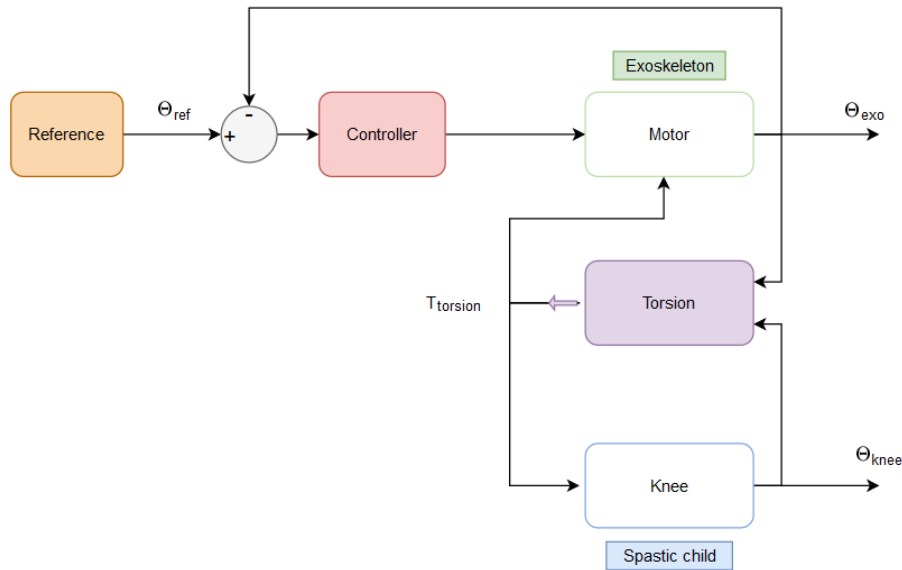 Exoskeleton
Θref
Θexo
-
+
Reference
Controller
Motor
Ttorsion
Torsion
Θknee
Knee
Spastic child